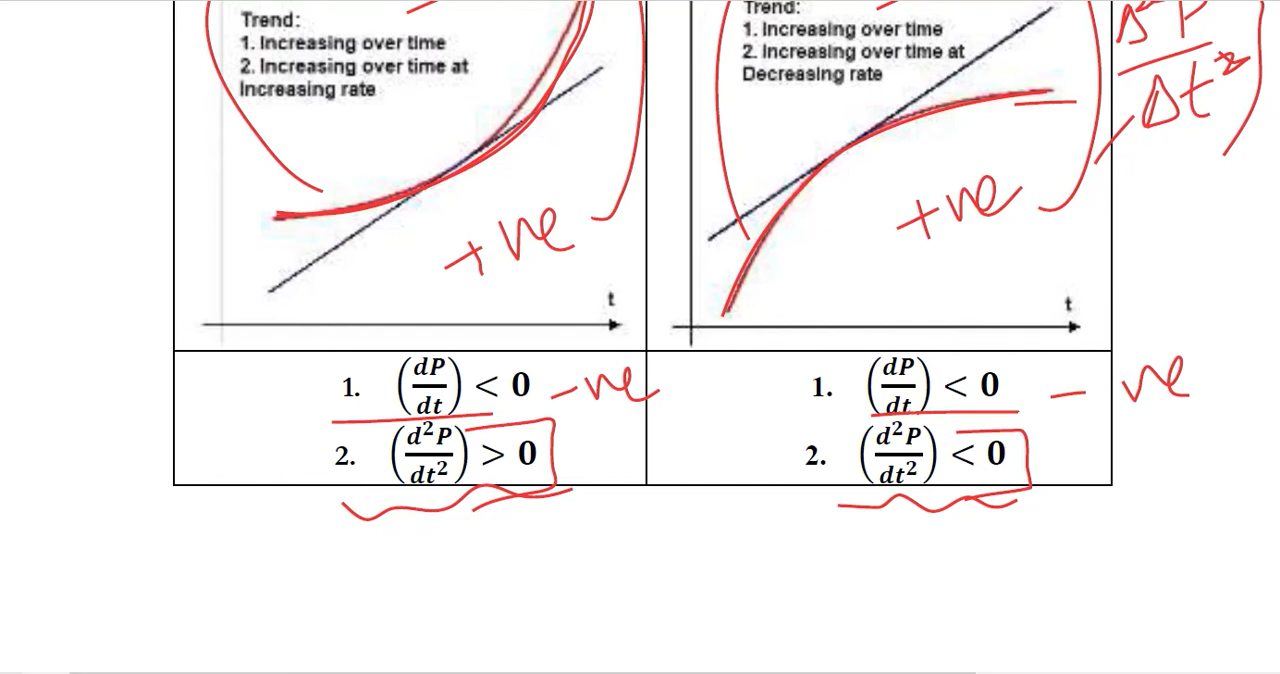 Trend:
1. Increasing over time
2. Increasing over time at
Increasing rate
t
+ve
Trend:
1. Increasing over time
2. Increasing over time at
Decreasing rate
t
+ve
Δ²P
Δt²
1. (dP/dt) < 0 -ve
2. (d²P/dt²) > 0
1. (dP/dt) < 0 - ve
2. (d²P/dt²) < 0